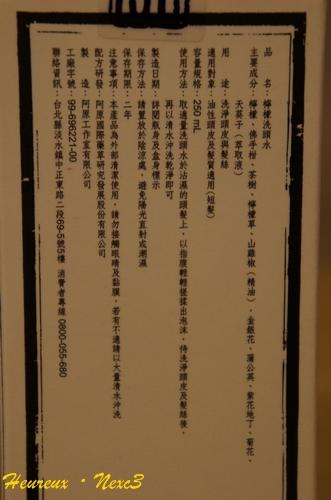 品　　名：檸檬洗頭水
主要成分：檸檬、佛手柑、茶樹、檸檬草、山雞椒（精油），金銀花、蒲公英、紫花地丁、菊花、
天葵子（萃取液）
用　　途：洗淨頭皮與髮絲
適用對象：油性頭皮及髮質適用(短髮)
容量規格：250 mL
使用方法：取適量洗頭水於沾濕的頭髮上，以指腹輕輕搓揉出泡沫，待洗淨頭皮及髮絲後，
再以清水沖洗乾淨即可
製造日期：詳閱瓶身及盒身標示
保存方法：請置放於陰涼處，避免陽光直射或潮濕
保存期限：二年
注意事項：本產品為外部清潔使用，請勿接觸眼睛及黏膜，若有不適請以大量清水沖洗
配方研發：阿原國際藥草研究發展股份有限公司
製　　造：阿原工作室有限公司
工廠字號：99-696221-00
聯絡資訊：台北縣淡水鎮中正東路二段69-5號5樓 消費者專線 0800-055-680
Heureux · Nexc3